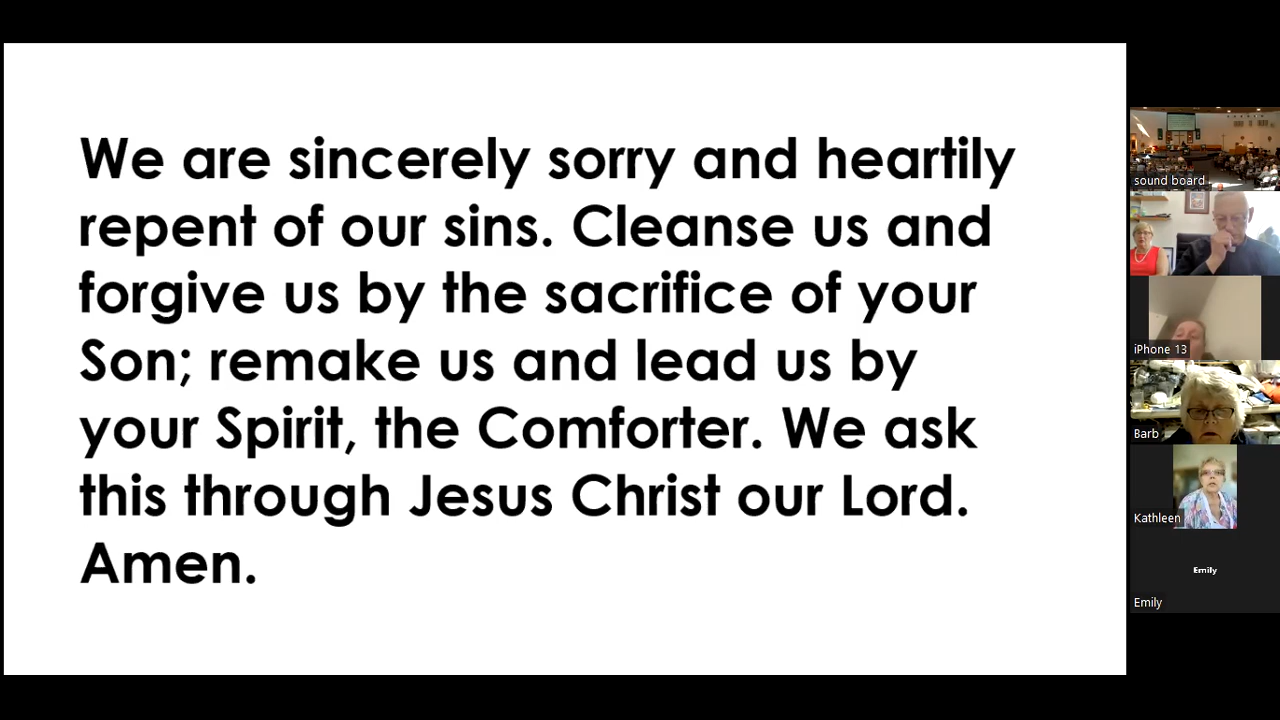 We are sincerely sorry and heartily
repent of our sins. Cleanse us and
forgive us by the sacrifice of your
Son; remake us and lead us by
your Spirit, the Comforter. We ask
this through Jesus Christ our Lord.
Amen.
sound board
iPhone 13
Barb
Kathleen
Emily
Emily